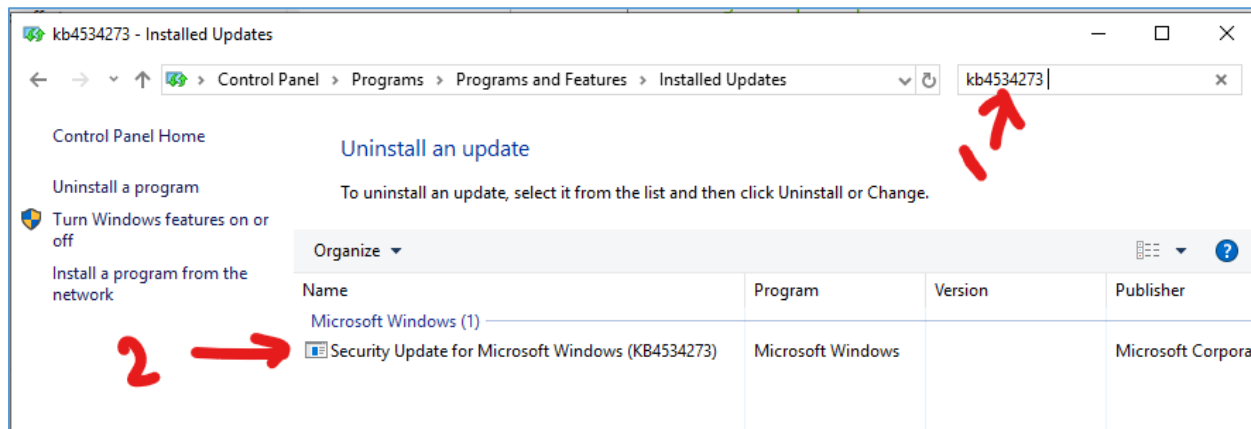 kb4534273 - Installed Updates
Control Panel > Programs > Programs and Features > Installed Updates
kb4534273
1
Control Panel Home
Uninstall a program
Turn Windows features on or
off
Install a program from the
network
Uninstall an update
To uninstall an update, select it from the list and then click Uninstall or Change.
Organize
Name Program Version Publisher
Microsoft Windows (1)
2
Security Update for Microsoft Windows (KB4534273) Microsoft Windows Microsoft Corpora